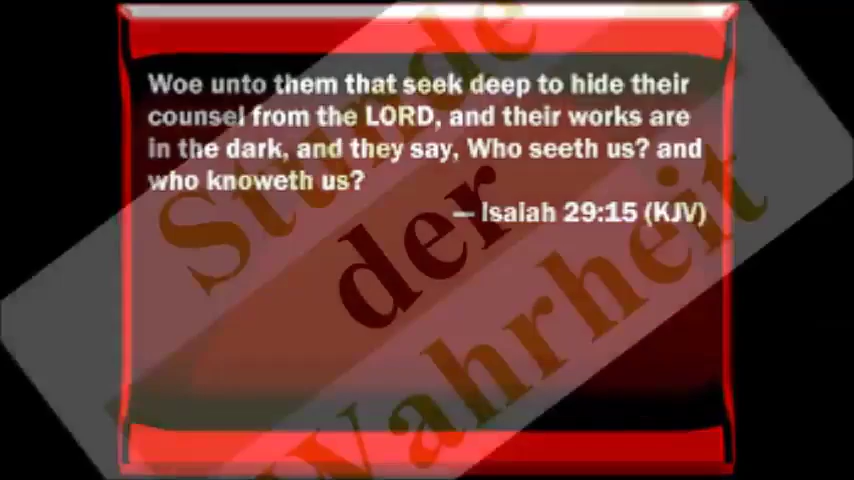 Woe unto them that seek deep to hide their
counsel from the LORD, and their works are
in the dark, and they say, Who seeth us? and
who knoweth us?
— Isaiah 29:15 (KJV)
Stunde
der
Wahrheit